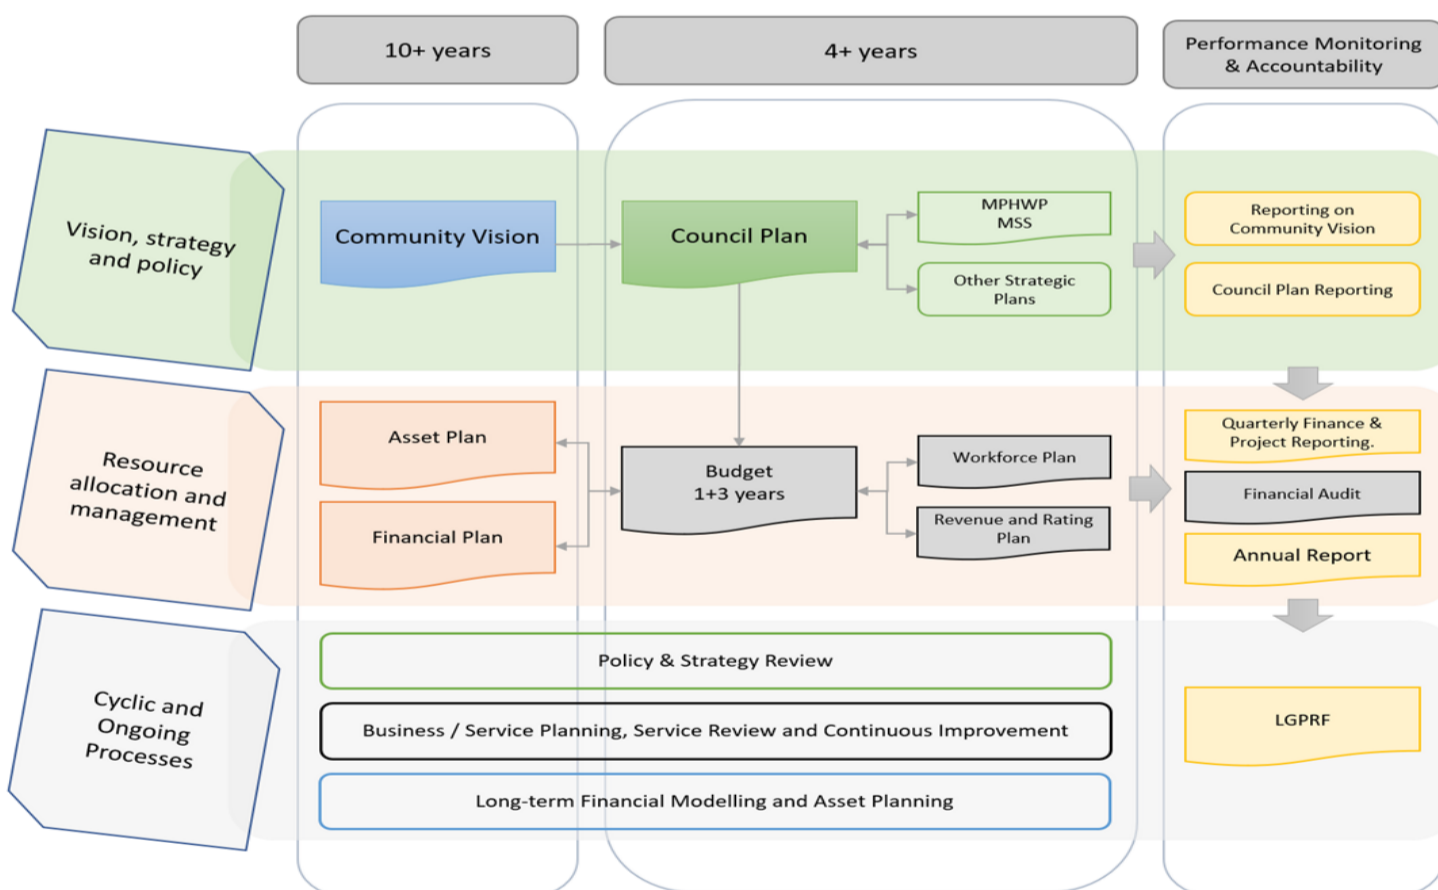 10+ years
4+ years
Performance Monitoring
& Accountability
Vision, strategy
and policy
Community Vision
Council Plan
MPHWP
MSS
Other Strategic
Plans
Reporting on
Community Vision
Council Plan Reporting
Resource
allocation and
management
Asset Plan
Financial Plan
Budget
1+3 years
Workforce Plan
Revenue and Rating
Plan
Quarterly Finance &
Project Reporting.
Financial Audit
Annual Report
Cyclic and
Ongoing
Processes
Policy & Strategy Review
Business / Service Planning, Service Review and Continuous Improvement
Long-term Financial Modelling and Asset Planning
LGPRF